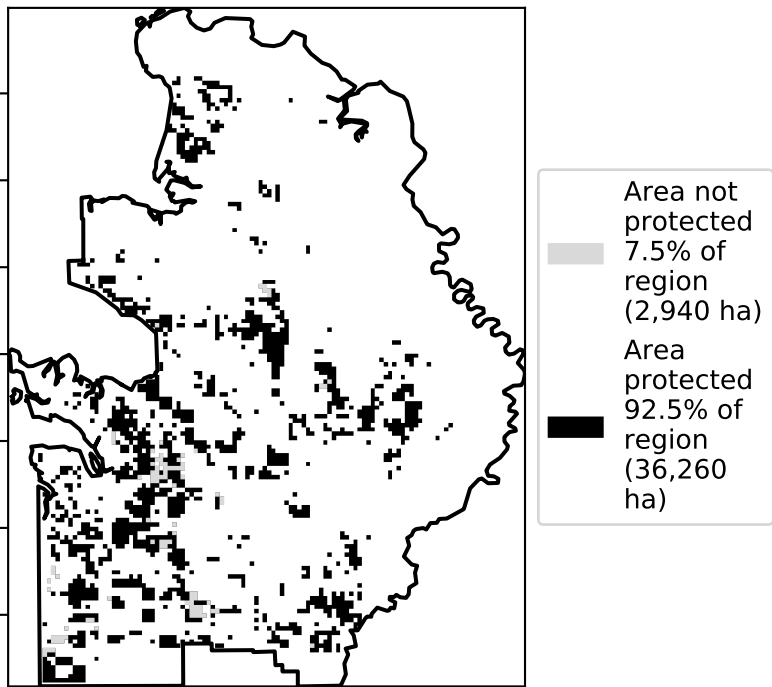 Area not
protected
7.5% of
region
(2,940 ha)
Area
protected
92.5% of
region
(36,260
ha)